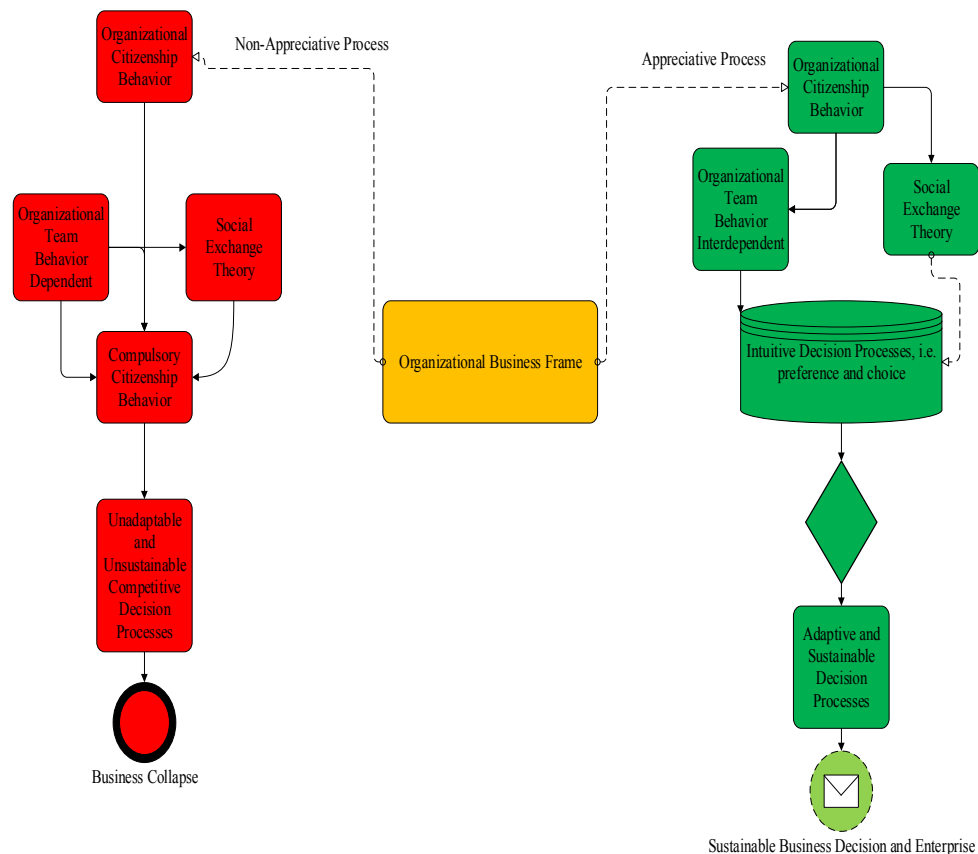 Non-Appreciative Process
Organizational
Citizenship
Behavior
Organizational
Team
Behavior
Dependent
Social
Exchange
Theory
Compulsory
Citizenship
Behavior
Unadaptable
and
Unsustainable
Competitive
Decision
Processes
Business Collapse
Organizational Business Frame
Appreciative Process
Organizational
Citizenship
Behavior
Organizational
Team
Behavior
Interdependent
Social
Exchange
Theory
Intuitive Decision Processes, i.e.
preference and choice
Adaptive and
Sustainable
Decision
Processes
Sustainable Business Decision and Enterprise